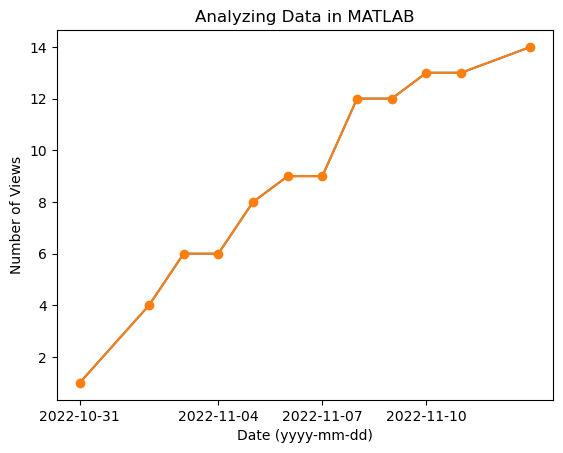 Analyzing Data in MATLAB
14
12
10
8
6
4
2
Number of Views
2022-10-31 2022-11-04 2022-11-07 2022-11-10
Date (yyyy-mm-dd)